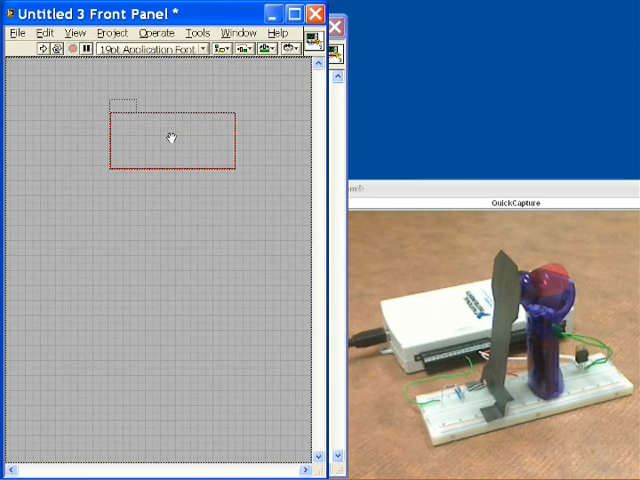 Untitled 3 Front Panel *
File Edit View Project Operate Tools Window Help
19pt Application Font
QuickCapture